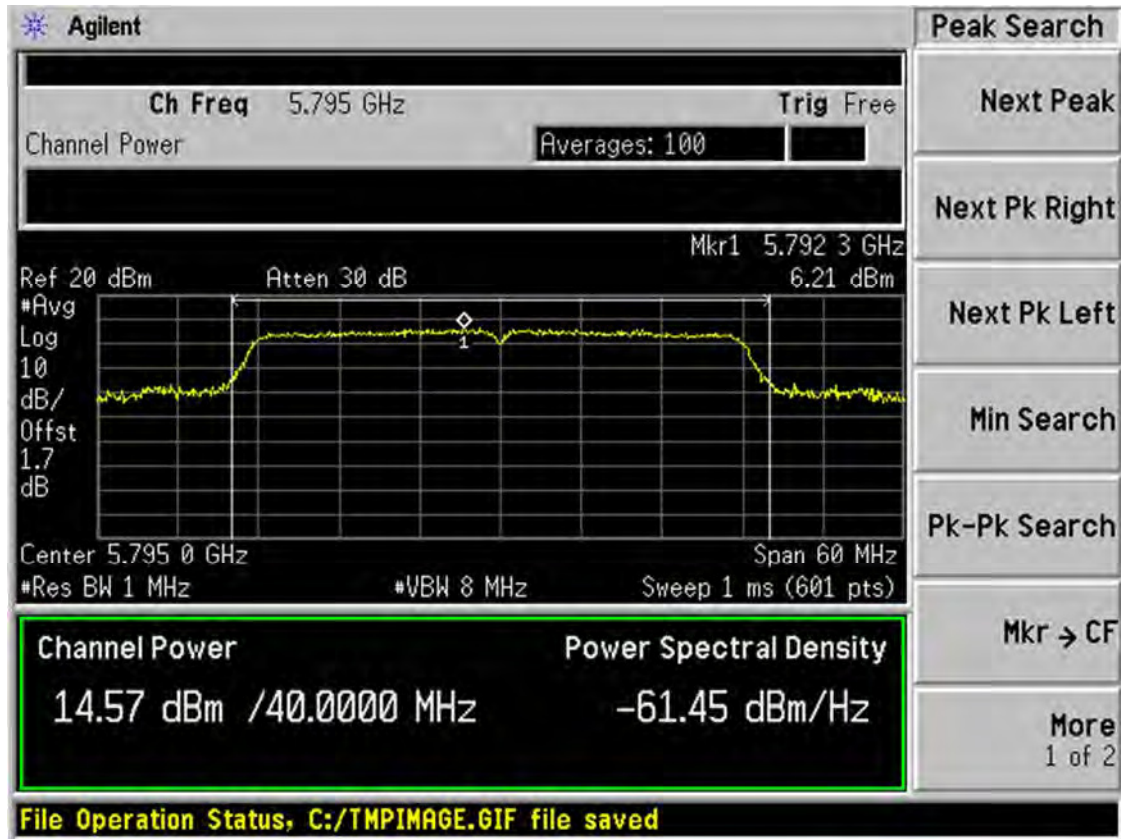 Agilent
Peak Search
Ch Freq 5.795 GHz Trig Free
Channel Power Averages: 100
Mkr1 5.792 3 GHz
Ref 20 dBm Atten 30 dB 6.21 dBm
#Avg
Log
10
dB/
Offst
1.7
dB
1
Center 5.795 0 GHz Span 60 MHz
#Res BW 1 MHz #VBW 8 MHz Sweep 1 ms (601 pts)
Channel Power Power Spectral Density
14.57 dBm /40.0000 MHz -61.45 dBm/Hz
File Operation Status, C:/TMPIMAGE.GIF file saved
Next Peak
Next Pk Right
Next Pk Left
Min Search
Pk-Pk Search
Mkr → CF
More
1 of 2